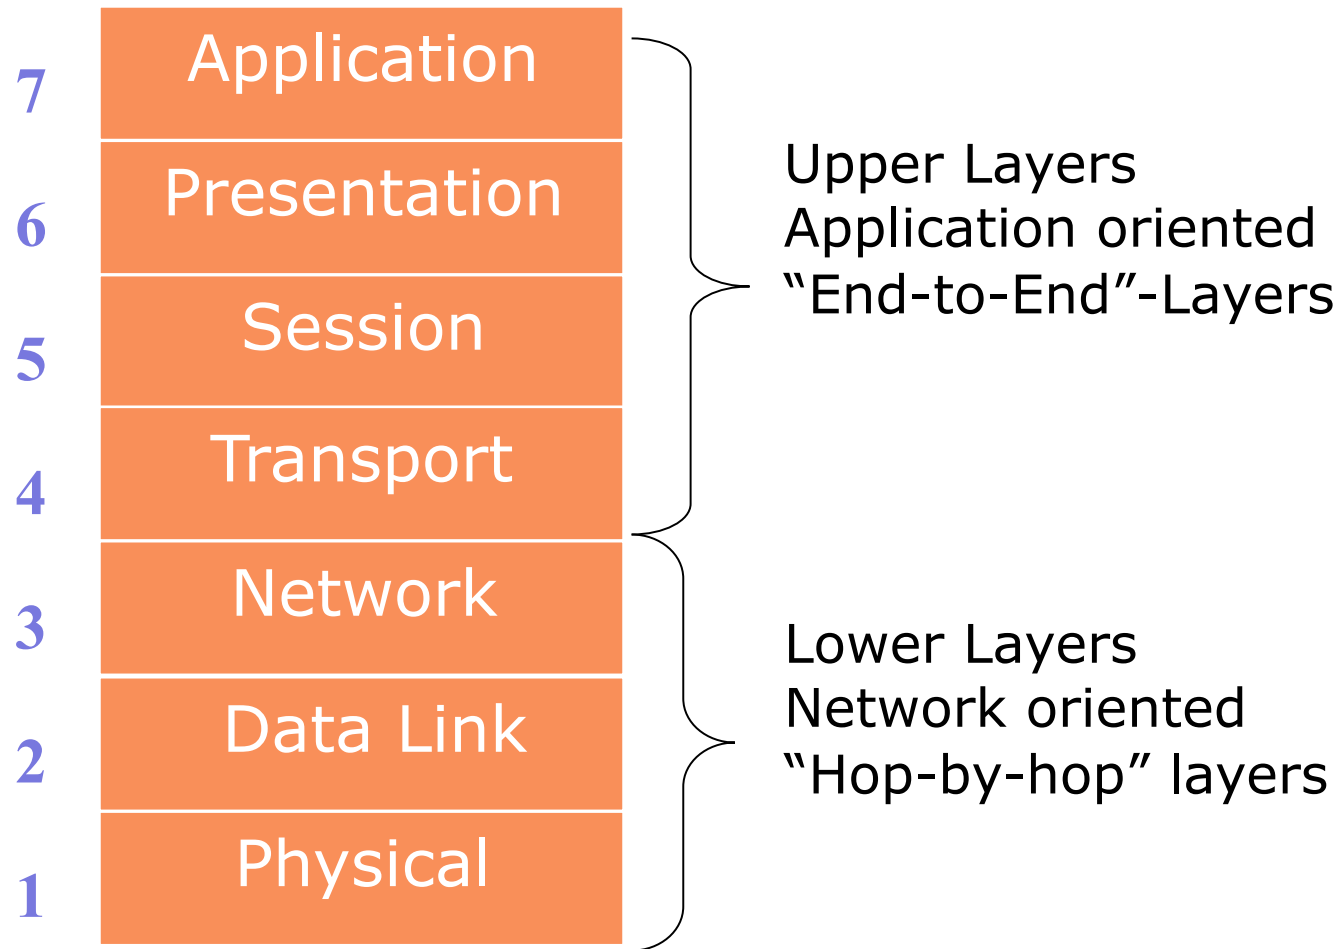 7 Application
6 Presentation
5 Session
4 Transport
3 Network
2 Data Link
1 Physical
Upper Layers
Application oriented
“End-to-End”-Layers
Lower Layers
Network oriented
“Hop-by-hop” layers